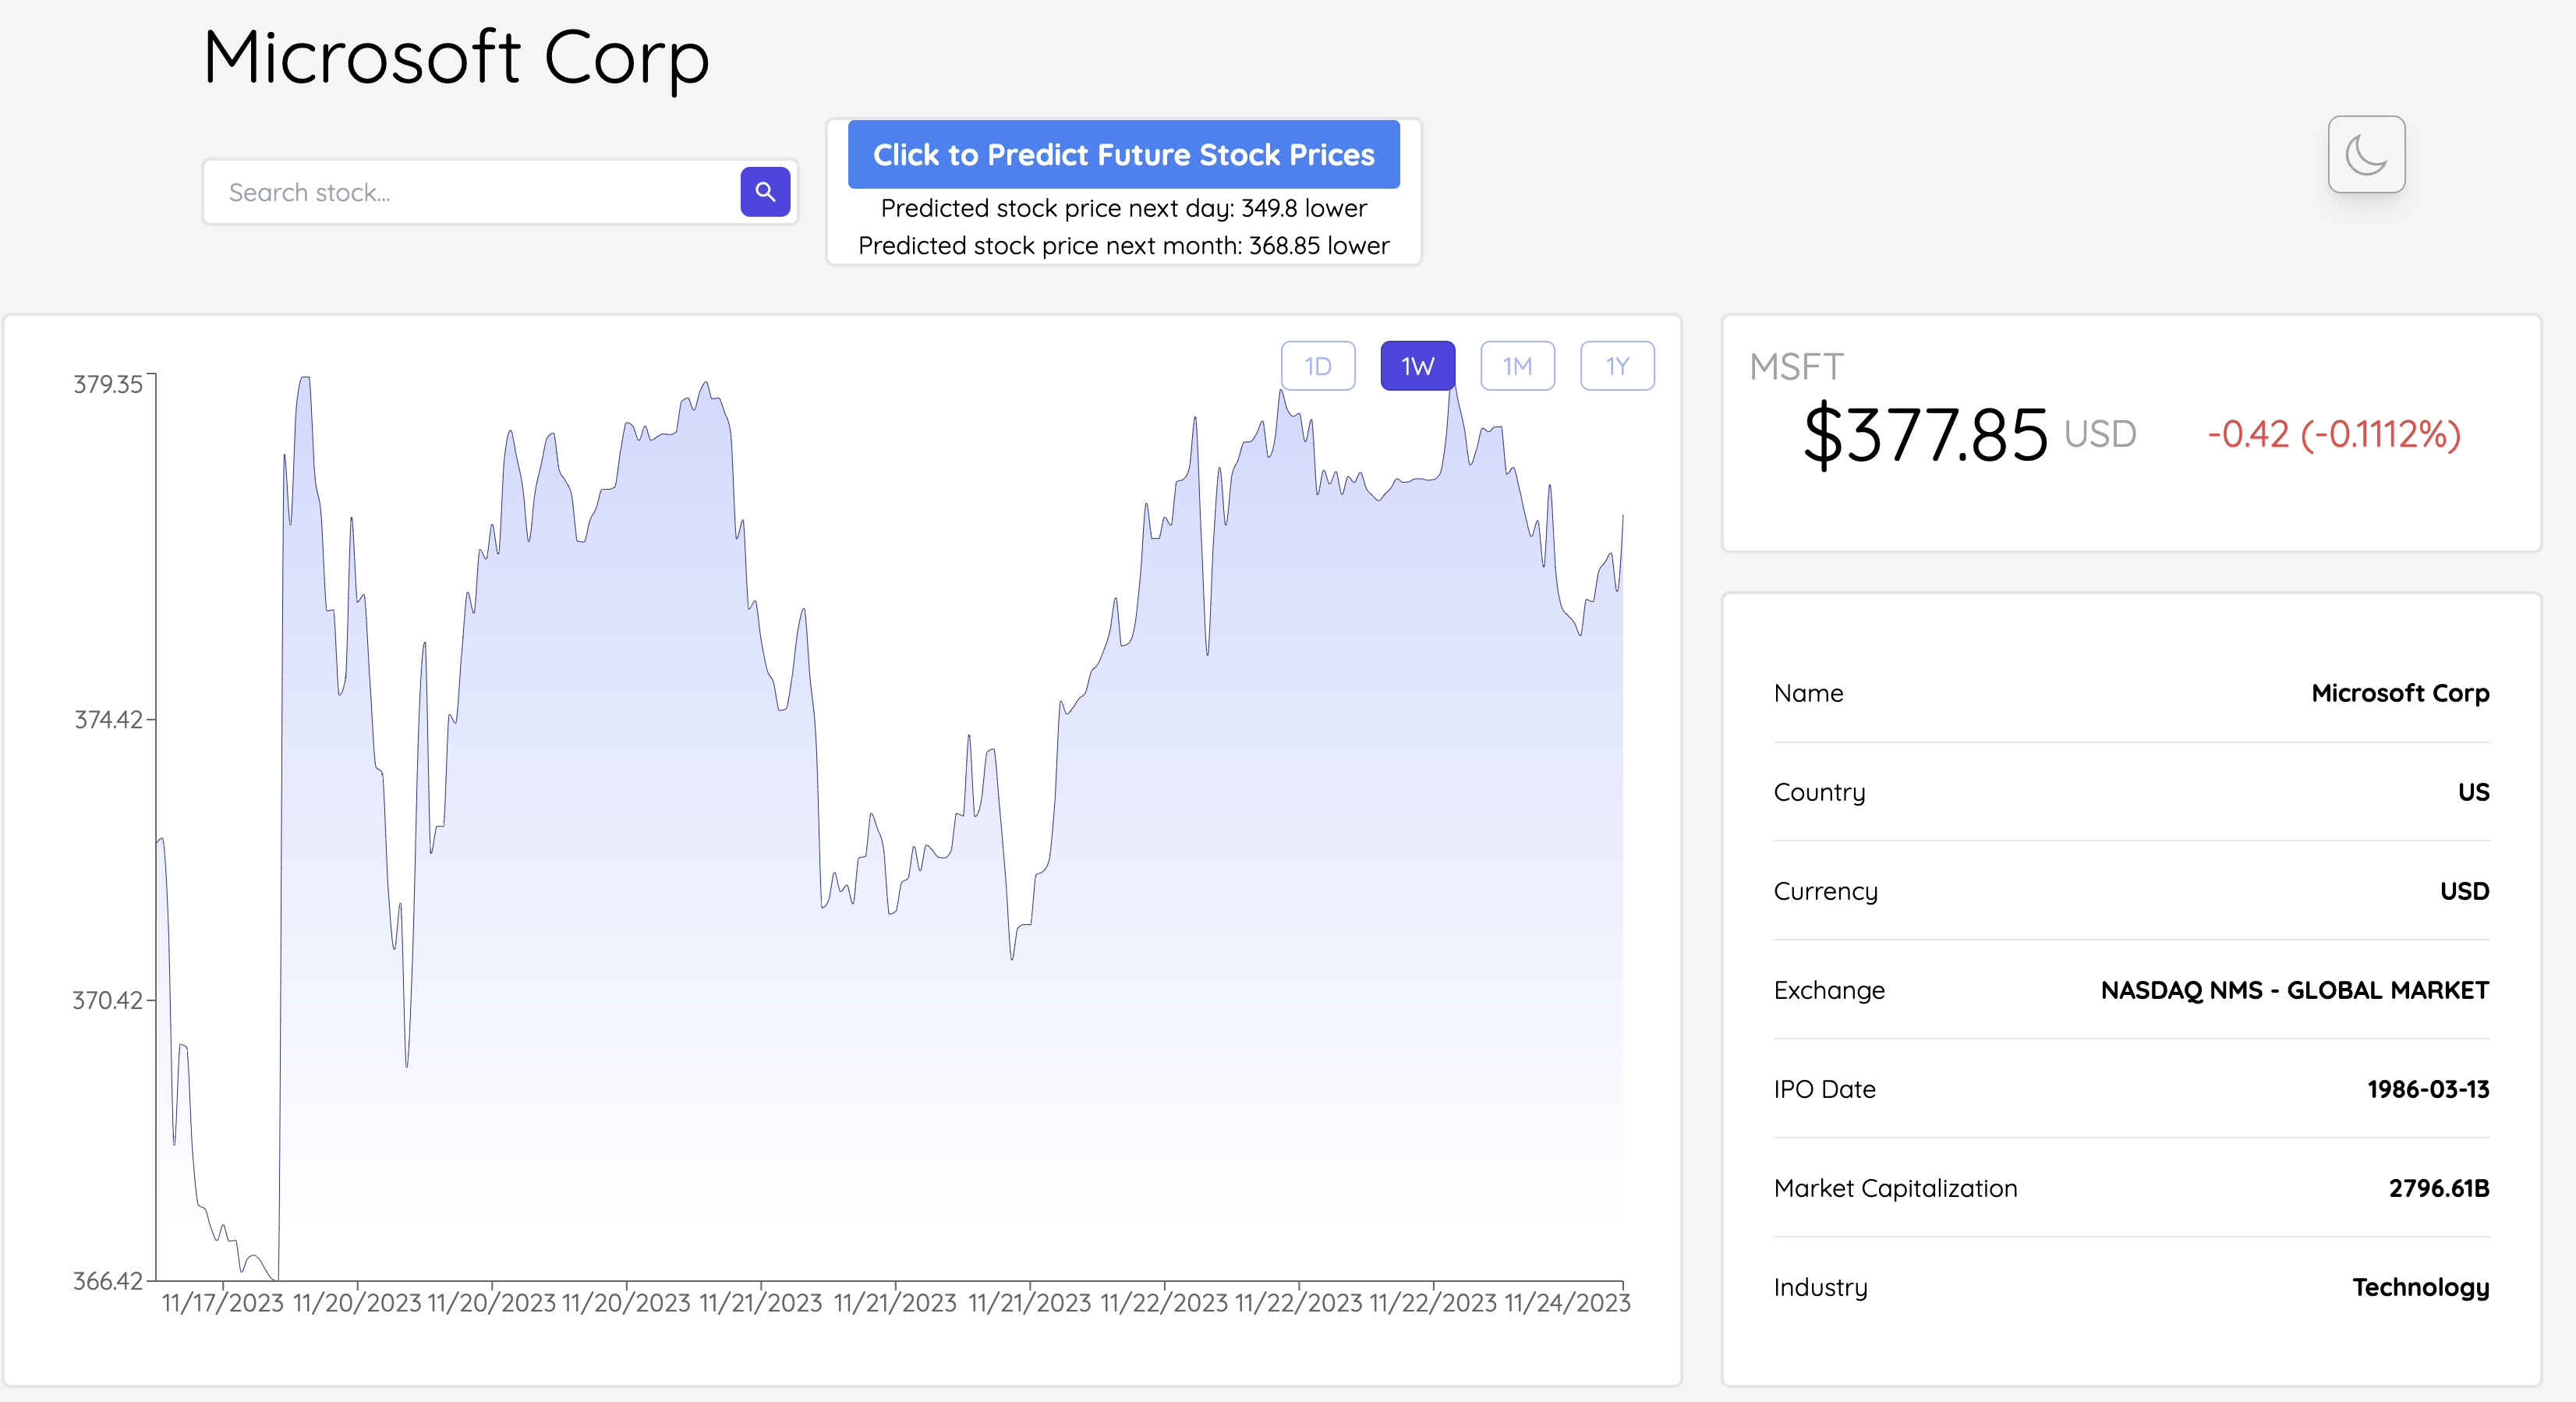 Microsoft Corp
Search stock...
Click to Predict Future Stock Prices
Predicted stock price next day: 349.8 lower
Predicted stock price next month: 368.85 lower
1D 1W 1M 1Y
379.35
374.42
370.42
366.42
11/17/2023 11/20/2023 11/20/2023 11/20/2023 11/21/2023 11/21/2023 11/21/2023 11/22/2023 11/22/2023 11/22/2023 11/24/2023
MSFT
$377.85 USD -0.42 (-0.1112%)
Name Microsoft Corp
Country US
Currency USD
Exchange NASDAQ NMS - GLOBAL MARKET
IPO Date 1986-03-13
Market Capitalization 2796.61B
Industry Technology